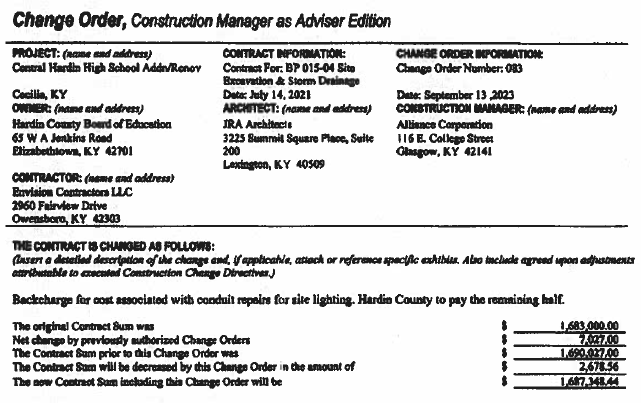 Change Order, Construction Manager as Adviser Edition
PROJECT: (name and address) CONTRACT INFORMATION: CHANGE ORDER INFORMATION:
Central Hardin High School Addn/Renov Contract For: BP 015-04 Site Change Order Number: 083
Excavation & Storm Drainage
Cecilia, KY Date: July 14, 2021 Date: September 13 ,2023
OWNER: (name and address) ARCHITECT: (name and address) CONSTRUCTION MANAGER: (name and address)
Hardin County Board of Education JRA Architects Alliance Corporation
65 W A Jenkins Road 3225 Summit Square Place, Suite 116 E. College Street
Elizabethtown, KY 42701 200 Glasgow, KY 42141
Lexington, KY 40509
CONTRACTOR: (name and address)
Envision Contractors LLC
2960 Fairview Drive
Owensboro, KY 42303
THE CONTRACT IS CHANGED AS FOLLOWS:
(Insert a detailed description of the change and, if applicable, attach or reference specific exhibits. Also include agreed upon adjustments
attributable to executed Construction Change Directives.)
Backcharge for cost associated with conduit repairs for site lighting. Hardin County to pay the remaining half.
The original Contract Sum was $ 1,683,000.00
Net change by previously authorized Change Orders $ 7,027.00
The Contract Sum prior to this Change Order was $ 1,690,027.00
The Contract Sum will be decreased by this Change Order in the amount of $ 2,678.56
The new Contract Sum including this Change Order will be $ 1,687,348.44